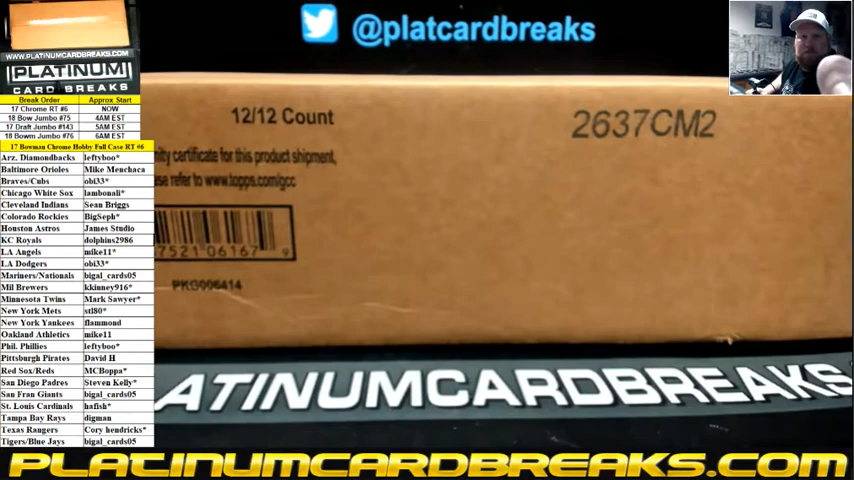 @platcardbreaks
WWW.PLATINUMCARDBREAKS.COM
PLATINUM
CARD BREAKS
Break Order Approx Start
17 Chrome RT #6 NOW
18 Bow Jumbo #75 4AM EST
17 Draft Jumbo #143 5AM EST
18 Bowm Jumbo #76 6AM EST
17 Bowman Chrome Hobby Full Case RT #6
Arz. Diamondbacks leftyboo*
Baltimore Orioles Mike Menchaca
Braves/Cubs obi33*
Chicago White Sox lambonali*
Cleveland Indians Sean Briggs
Colorado Rockies BigSeph*
Houston Astros James Studio
KC Royals dolphins2986
LA Angels mike11*
LA Dodgers obi33*
Mariners/Nationals bigal_cards05
Mil Brewers kkinney916*
Minnesota Twins Mark Sawyer*
New York Mets stl80*
New York Yankees flammond
Oakland Athletics mike11
Phil. Phillies leftyboo*
Pittsburgh Pirates David H
Red Sox/Reds MCBoppa*
San Diego Padres Steven Kelly*
San Fran Giants bigal_cards05
St. Louis Cardinals hafish*
Tampa Bay Rays digman
Texas Rangers Cory hendricks*
Tigers/Blue Jays bigal_cards05
12/12 Count
2637CM2
certificate for this product shipment,
refer to www.topps.com/gcc
7521 06167 9
PKG006414
ATINUMCARDBREAKS
PLATINUMCARDBREAKS.COM